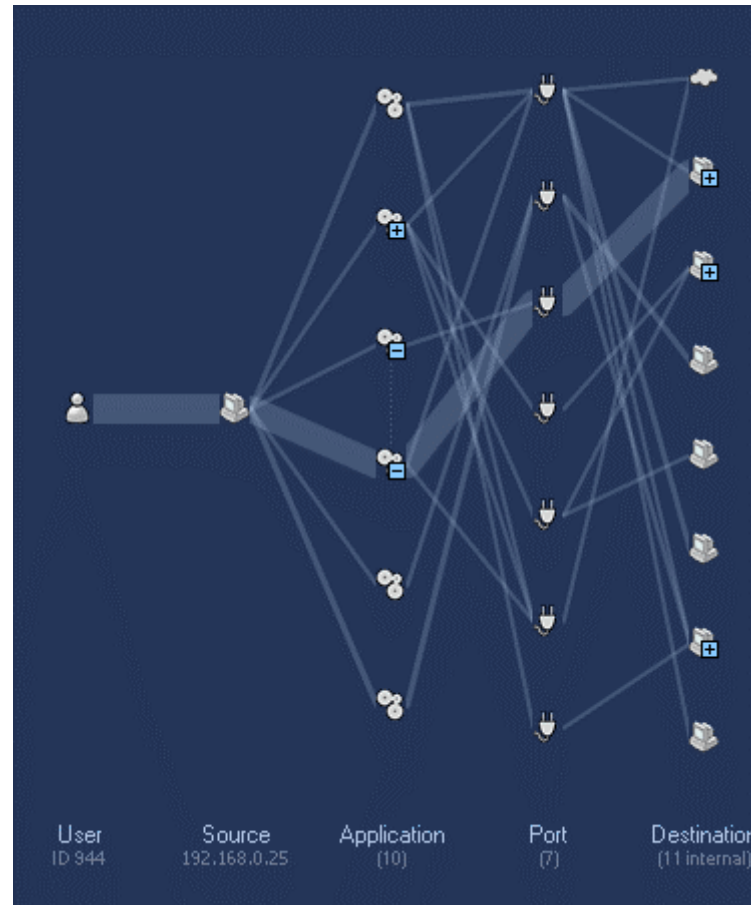 User Source Application Port Destination
ID 944 192.168.0.25 (10) (7) (11 internal)